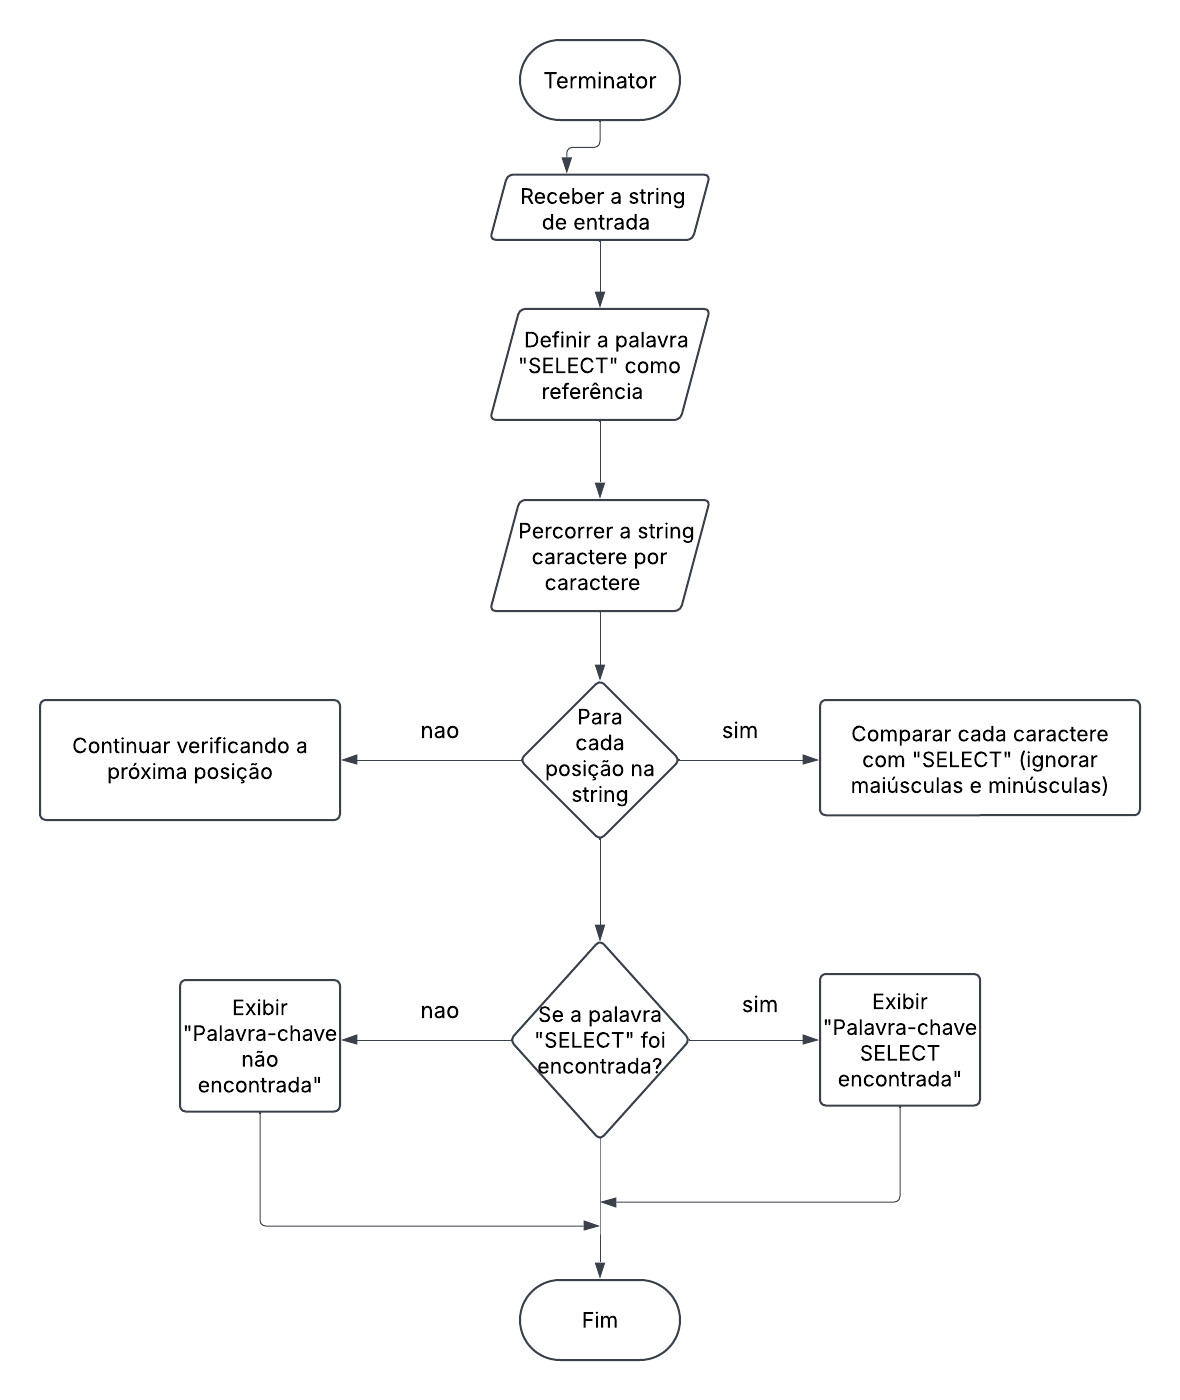 Terminator
Receber a string
de entrada
Definir a palavra
"SELECT" como
referência
Percorrer a string
caractere por
caractere
Continuar verificando a
próxima posição
nao
Para
cada
posição na
string
sim
Comparar cada caractere
com "SELECT" (ignorar
maiúsculas e minúsculas)
Exibir
"Palavra-chave
não
encontrada"
nao
Se a palavra
"SELECT" foi
encontrada?
sim
Exibir
"Palavra-chave
SELECT
encontrada"
Fim